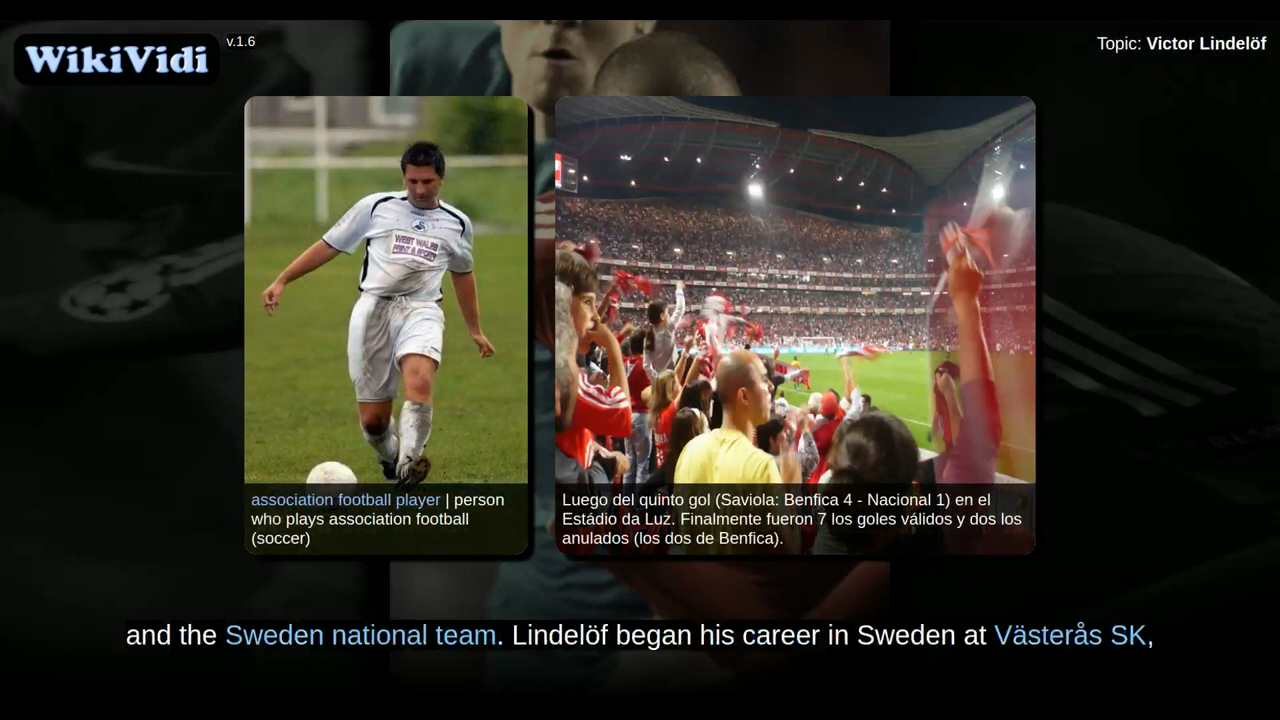 WikiVidi
v.1.6
Topic: Victor Lindelöf
WEST WALES
association football player | person
who plays association football
(soccer)
Luego del quinto gol (Saviola: Benfica 4 - Nacional 1) en el
Estádio da Luz. Finalmente fueron 7 los goles válidos y dos los
anulados (los dos de Benfica).
and the Sweden national team. Lindelöf began his career in Sweden at Västerås SK,